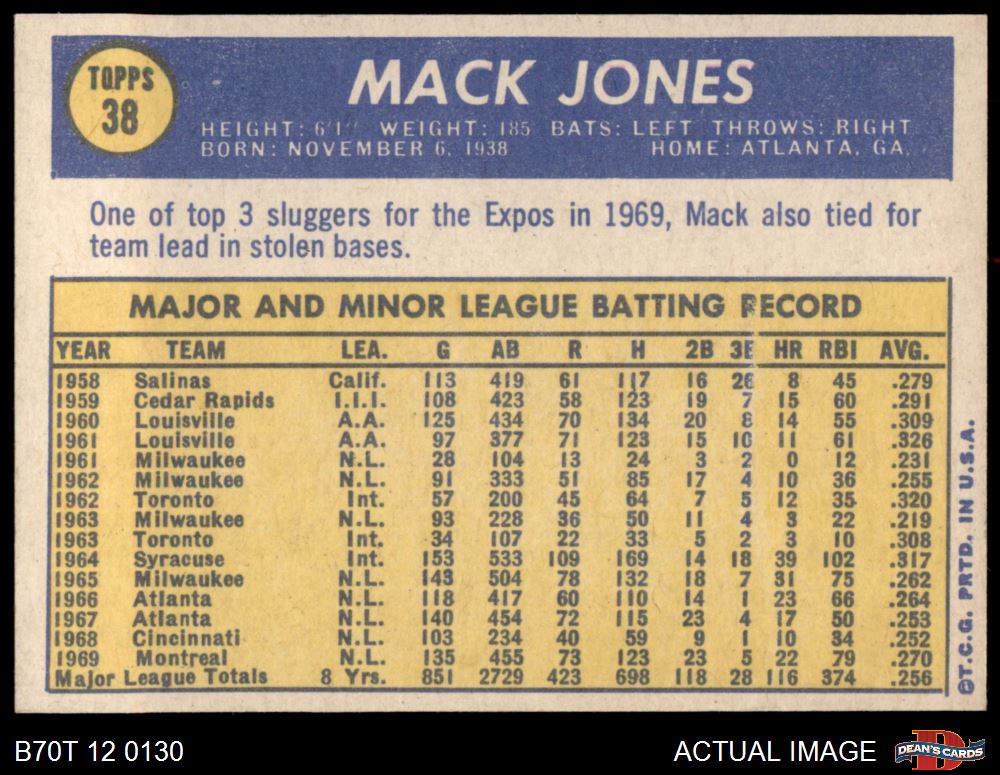 TOPPS
38
MACK JONES
HEIGHT: 6'1" WEIGHT: 185 BATS: LEFT THROWS: RIGHT
BORN: NOVEMBER 6, 1938 HOME: ATLANTA, GA.
One of top 3 sluggers for the Expos in 1969, Mack also tied for
team lead in stolen bases.
MAJOR AND MINOR LEAGUE BATTING RECORD
YEAR TEAM LEA. G AB R H 2B 3B HR RBI AVG.
1958 Salinas Calif. 113 419 61 117 16 26 8 45 .279
1959 Cedar Rapids I.I.I. 108 423 58 123 19 7 15 60 .291
1960 Louisville A.A. 125 434 70 134 20 8 14 55 .309
1961 Louisville A.A. 97 377 71 123 15 10 11 61 .326
1961 Milwaukee N.L. 28 104 13 24 3 2 0 12 .231
1962 Milwaukee N.L. 91 333 51 85 17 4 10 36 .255
1962 Toronto Int. 57 200 45 64 7 5 12 35 .320
1963 Milwaukee N.L. 93 228 36 50 11 4 3 22 .219
1963 Toronto Int. 34 107 22 33 5 2 3 10 .308
1964 Syracuse Int. 153 533 109 169 14 18 39 102 .317
1965 Milwaukee N.L. 143 504 78 132 18 7 31 75 .262
1966 Atlanta N.L. 118 417 60 110 14 1 23 66 .264
1967 Atlanta N.L. 140 454 72 115 23 4 17 50 .253
1968 Cincinnati N.L. 103 234 40 59 9 1 10 34 .252
1969 Montreal N.L. 135 455 73 123 23 5 22 79 .270
Major League Totals 8 Yrs. 851 2729 423 698 118 28 116 374 .256
©T.C.G. PRTD. IN U.S.A.
B70T 12 0130
ACTUAL IMAGE
D
DEAN'S CARDS